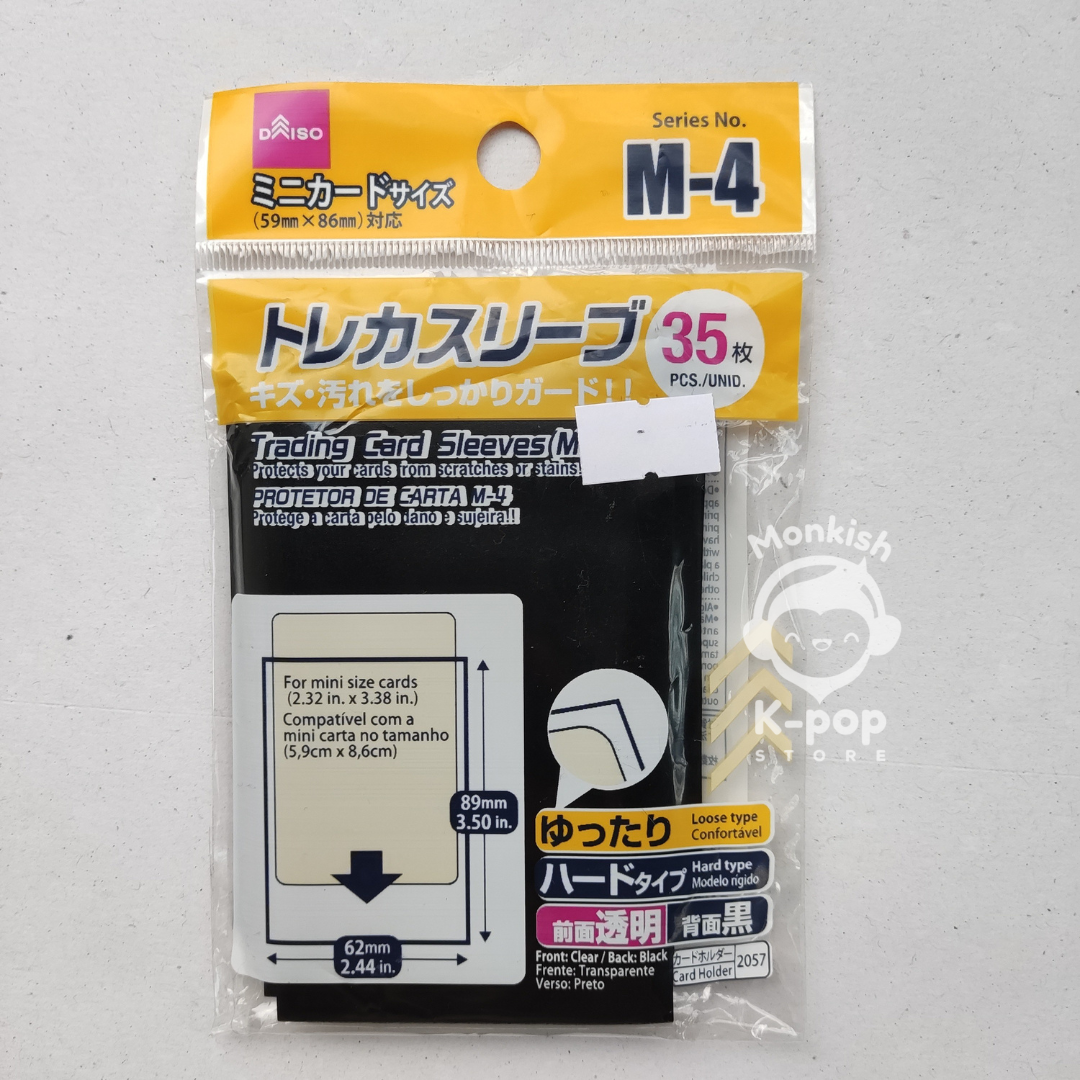 DAISO
ミニカードサイズ
(59mm×86mm)対応
Series No.
M-4
トレカスリーブ
キズ・汚れをしっかりガード!!
35枚
PCS./UNID.
Trading Card Sleeves(M
Protects your cards from scratches or stains!
PROTETOR DE CARTA M-4
Protege a carta pelo dano e sujeira!!
For mini size cards
(2.32 in. x 3.38 in.)
Compatível com a
mini carta no tamanho
(5,9cm x 8,6cm)
89mm
3.50 in.
62mm
2.44 in.
ゆったり
Loose type
Confortável
ハードタイプ
Hard type
Modelo rígido
前面透明
背面黒
Front: Clear / Back: Black
Frente: Transparente
Verso: Preto
カードホルダー
Card Holder
2057
Monkish
K-pop
STORE